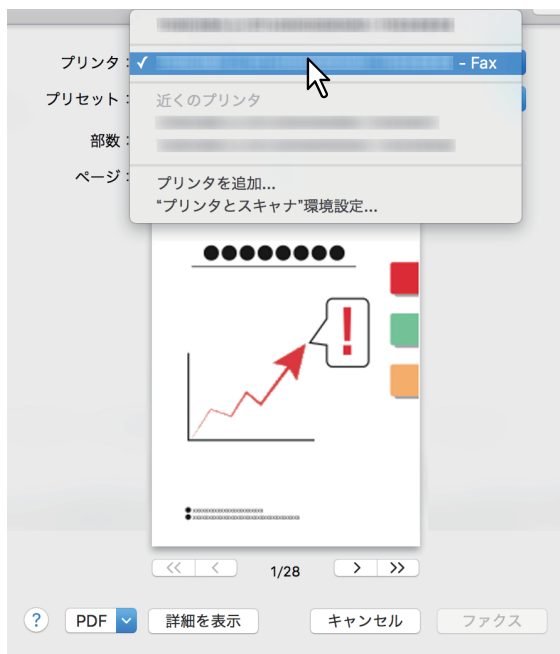 プリンタ：
✓ - Fax
プリセット：
近くのプリンタ
部数：
ページ：
プリンタを追加...
“プリンタとスキャナ”環境設定...
●●●●●●●●
!
<< < 1/28 > >>
? PDF 詳細を表示 キャンセル ファクス